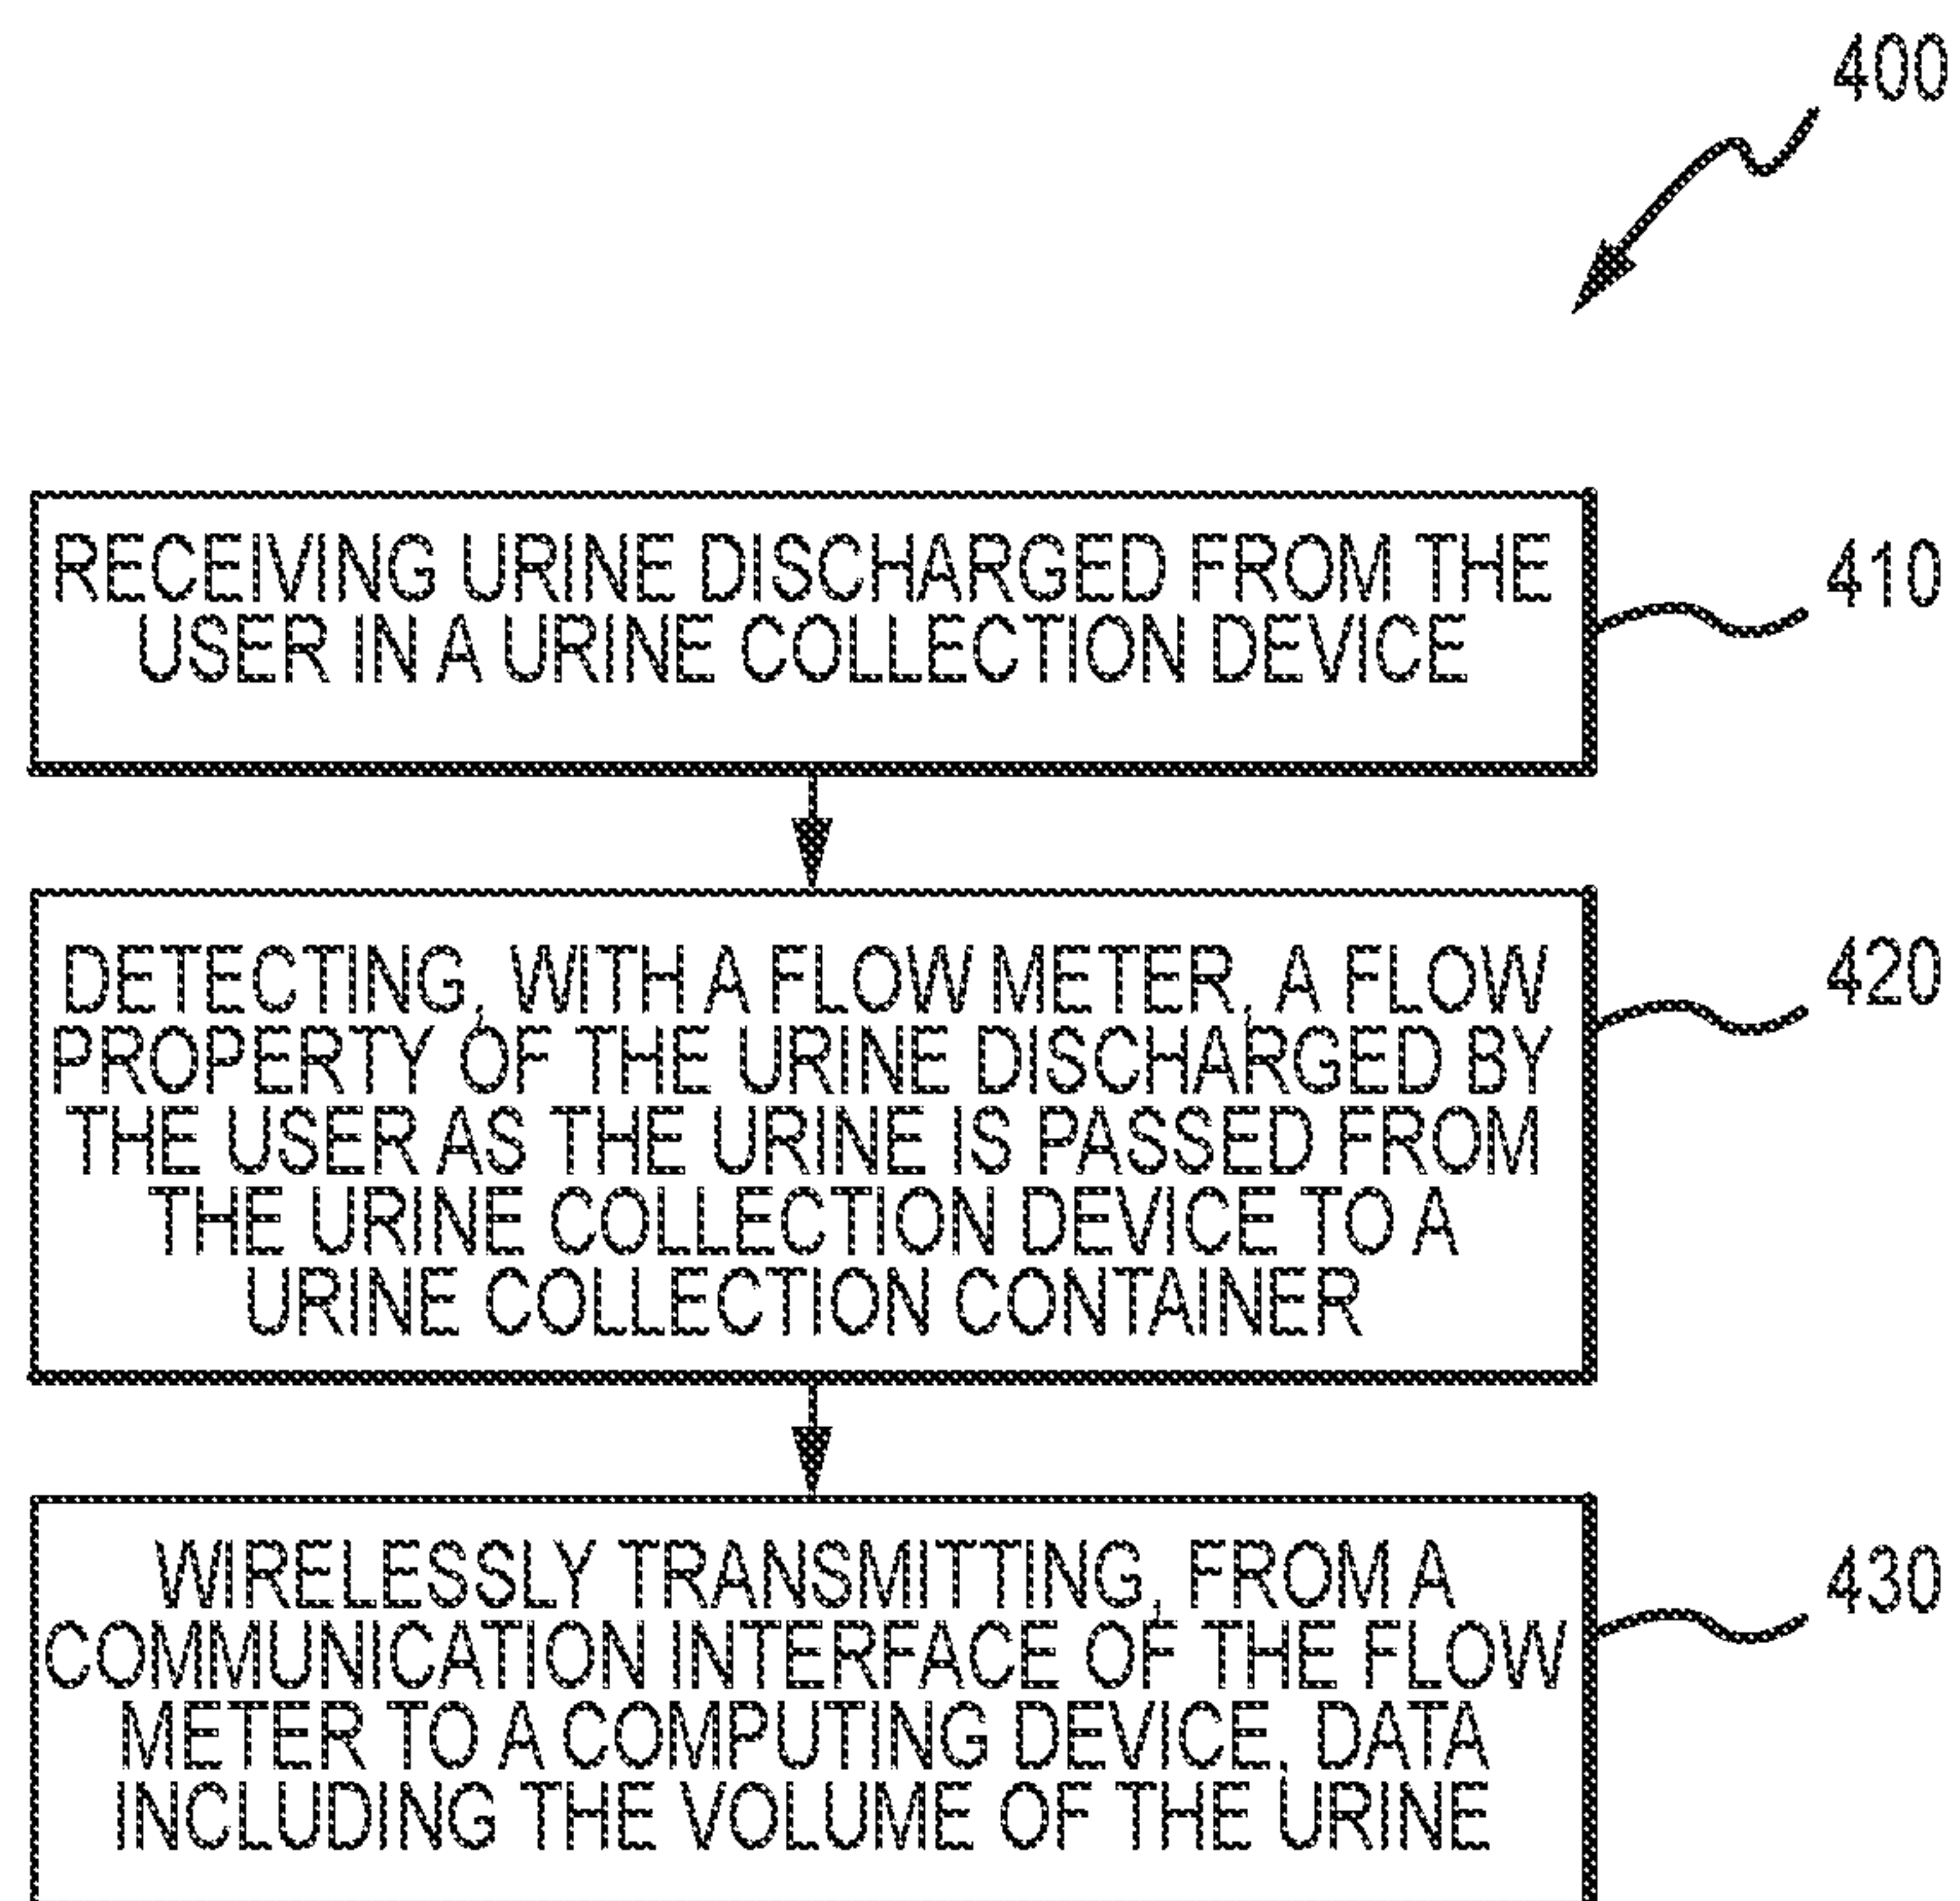 400
RECEIVING URINE DISCHARGED FROM THE
USER IN A URINE COLLECTION DEVICE
410
DETECTING, WITH A FLOW METER, A FLOW
PROPERTY OF THE URINE DISCHARGED BY
THE USER AS THE URINE IS PASSED FROM
THE URINE COLLECTION DEVICE TO A
URINE COLLECTION CONTAINER
420
WIRELESSLY TRANSMITTING, FROM A
COMMUNICATION INTERFACE OF THE FLOW
METER TO A COMPUTING DEVICE, DATA
INCLUDING THE VOLUME OF THE URINE
430